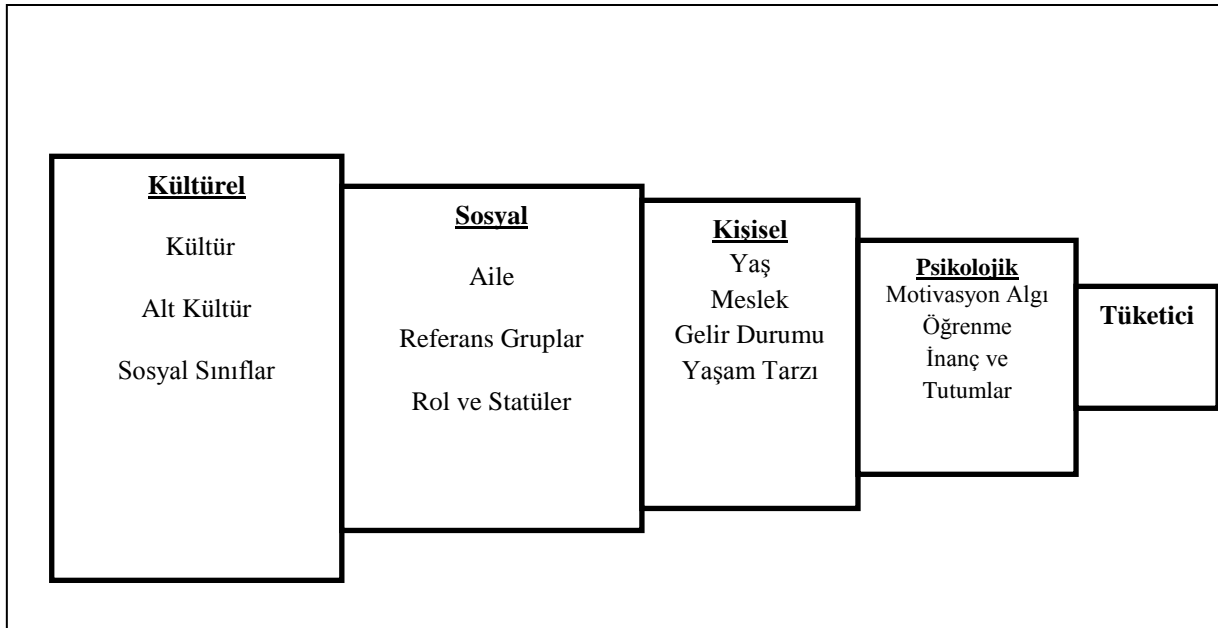 Kültürel
Kültür
Alt Kültür
Sosyal Sınıflar
Sosyal
Aile
Referans Gruplar
Rol ve Statüler
Kişisel
Yaş
Meslek
Gelir Durumu
Yaşam Tarzı
Psikolojik
Motivasyon Algı
Öğrenme
İnanç ve
Tutumlar
Tüketici